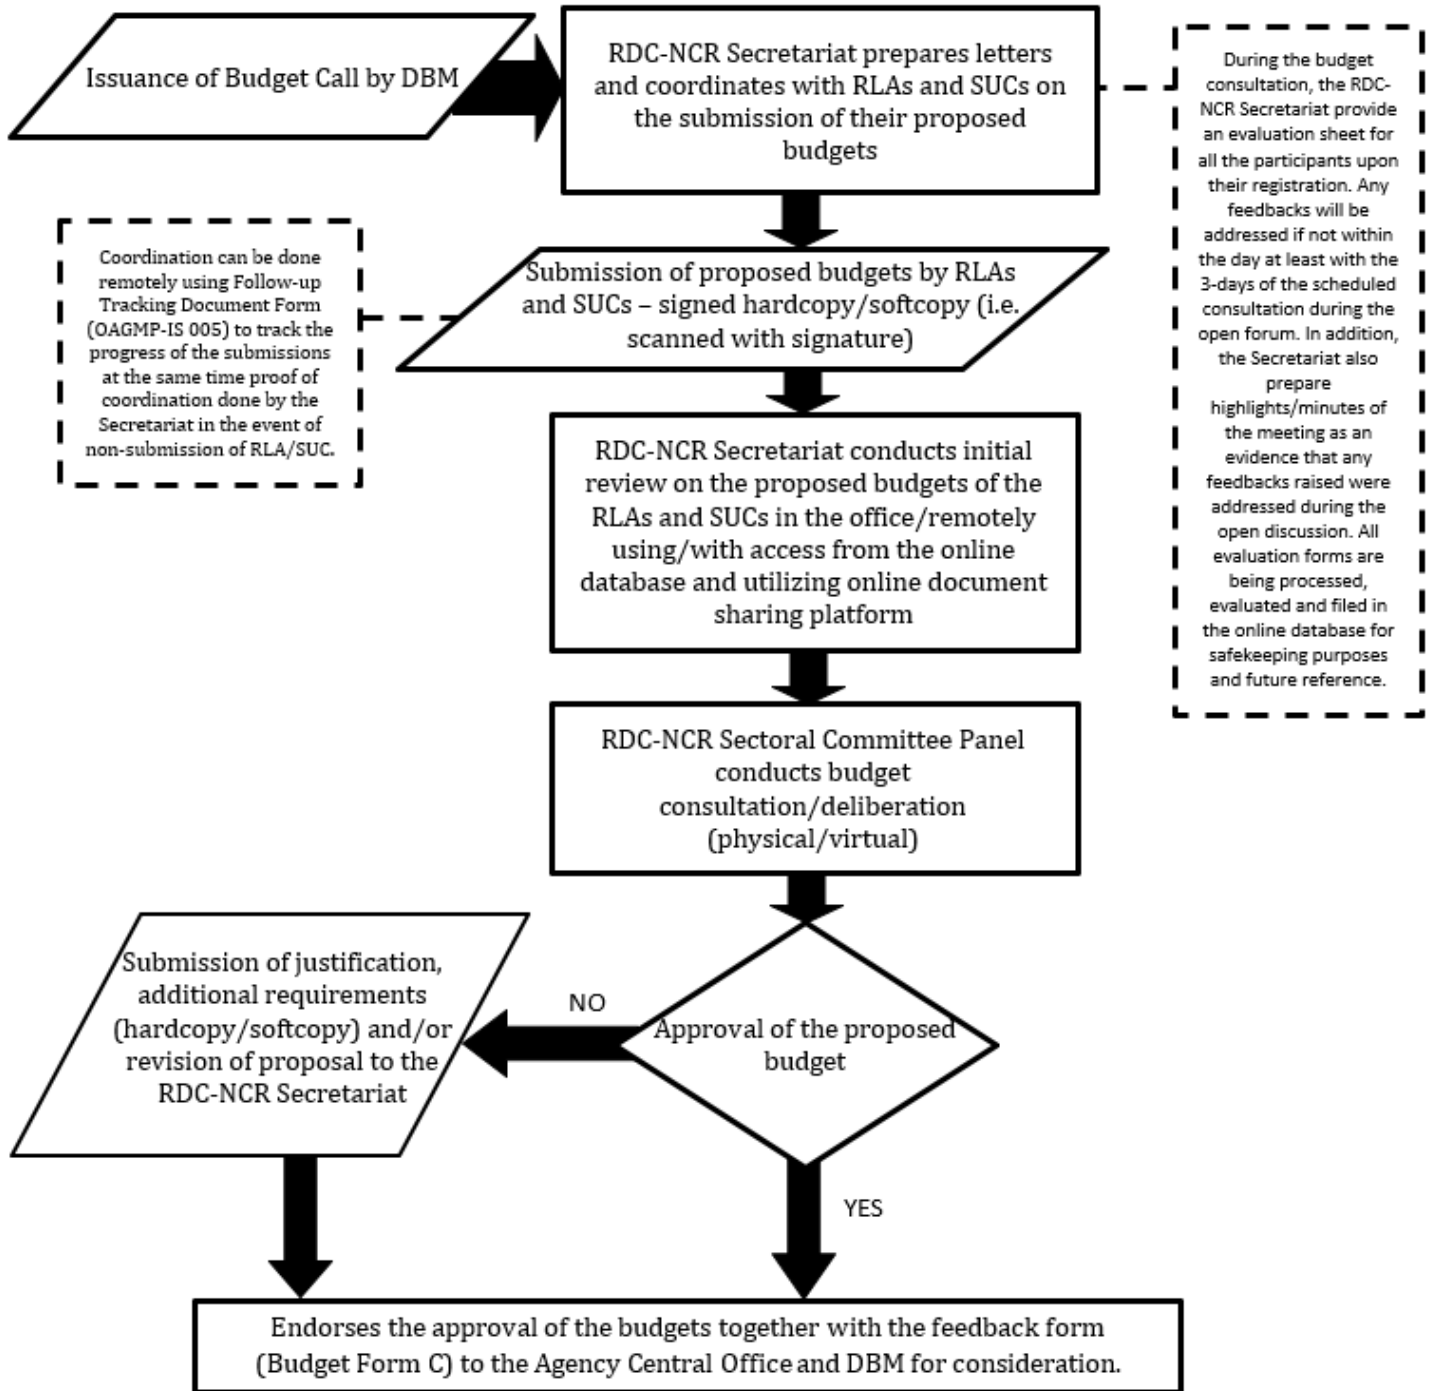 Issuance of Budget Call by DBM
RDC-NCR Secretariat prepares letters
and coordinates with RLAs and SUCs on
the submission of their proposed
budgets
During the budget
consultation, the RDC-
NCR Secretariat provide
an evaluation sheet for
all the participants upon
their registration. Any
feedbacks will be
addressed if not within
the day at least with the
3-days of the scheduled
consultation during the
open forum. In addition,
the Secretariat also
prepare
highlights/minutes of
the meeting as an
evidence that any
feedbacks raised were
addressed during the
open discussion. All
evaluation forms are
being processed,
evaluated and filed in
the online database for
safekeeping purposes
and future reference.
Coordination can be done
remotely using Follow-up
Tracking Document Form
(OAGMP-IS 005) to track the
progress of the submissions
at the same time proof of
coordination done by the
Secretariat in the event of
non-submission of RLA/SUC.
Submission of proposed budgets by RLAs
and SUCs – signed hardcopy/softcopy (i.e.
scanned with signature)
RDC-NCR Secretariat conducts initial
review on the proposed budgets of the
RLAs and SUCs in the office/remotely
using/with access from the online
database and utilizing online document
sharing platform
RDC-NCR Sectoral Committee Panel
conducts budget
consultation/deliberation
(physical/virtual)
Approval of the proposed
budget
NO
Submission of justification,
additional requirements
(hardcopy/softcopy) and/or
revision of proposal to the
RDC-NCR Secretariat
YES
Endorses the approval of the budgets together with the feedback form
(Budget Form C) to the Agency Central Office and DBM for consideration.